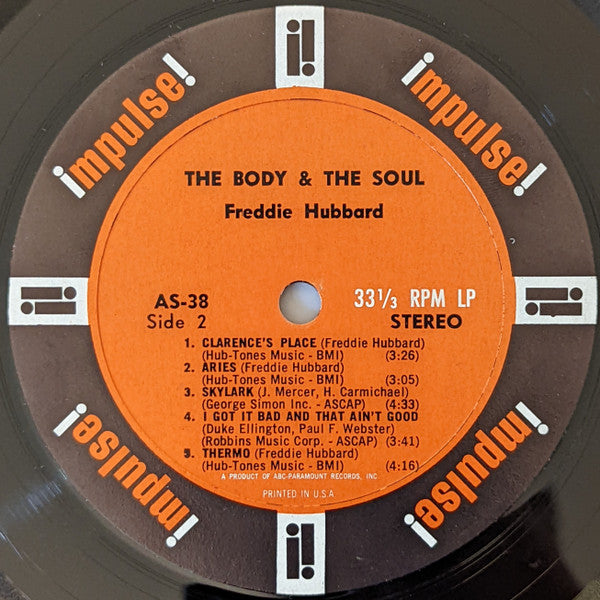 impulse!
impulse!
THE BODY & THE SOUL
Freddie Hubbard
AS-38
33 1/3 RPM LP
Side 2
STEREO
1. CLARENCE'S PLACE (Freddie Hubbard)
(Hub-Tones Music - BMI) (3:26)
2. ARIES (Freddie Hubbard)
(Hub-Tones Music - BMI) (3:05)
3. SKYLARK (J. Mercer, H. Carmichael)
(George Simon Inc. - ASCAP) (4:33)
4. I GOT IT BAD AND THAT AIN'T GOOD
(Duke Ellington, Paul F. Webster)
(Robbins Music Corp. - ASCAP) (3:41)
5. THERMO (Freddie Hubbard)
(Hub-Tones Music - BMI) (4:16)
A PRODUCT OF ABC-PARAMOUNT RECORDS, INC.
PRINTED IN U.S.A
impulse!
impulse!